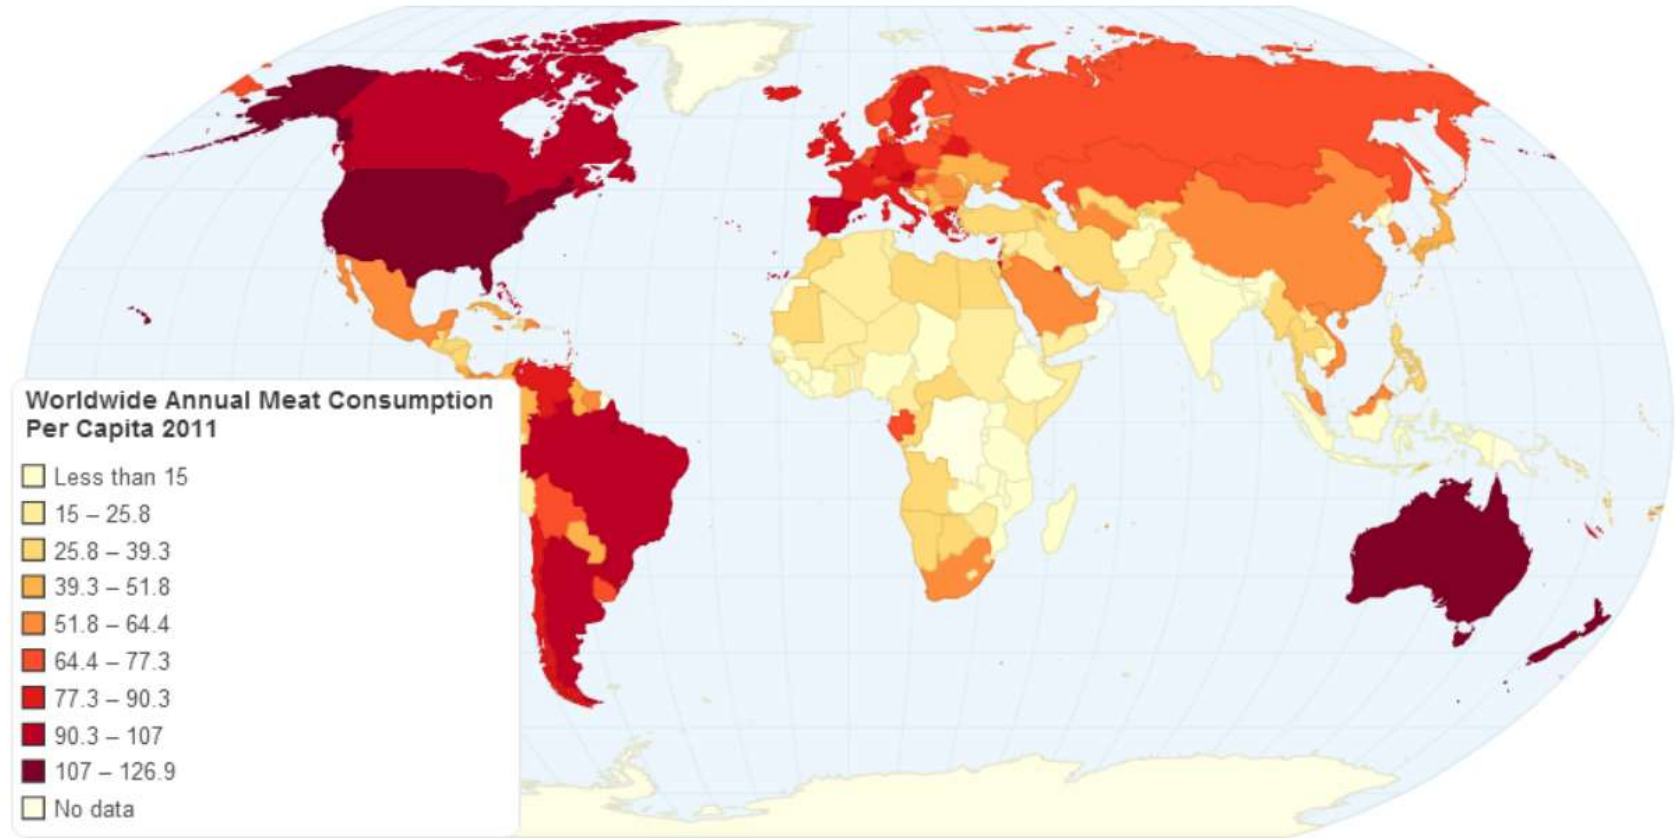 Worldwide Annual Meat Consumption
Per Capita 2011
Less than 15
15 – 25.8
25.8 – 39.3
39.3 – 51.8
51.8 – 64.4
64.4 – 77.3
77.3 – 90.3
90.3 – 107
107 – 126.9
No data